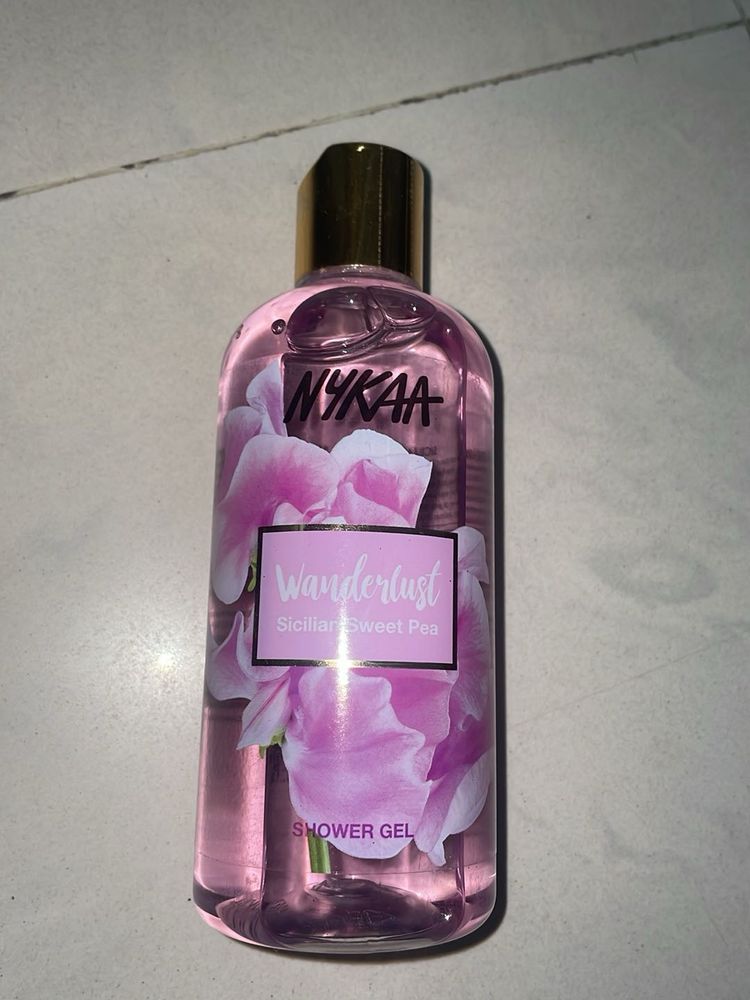 NYKAA
Wanderlust
Sicilian Sweet Pea
SHOWER GEL